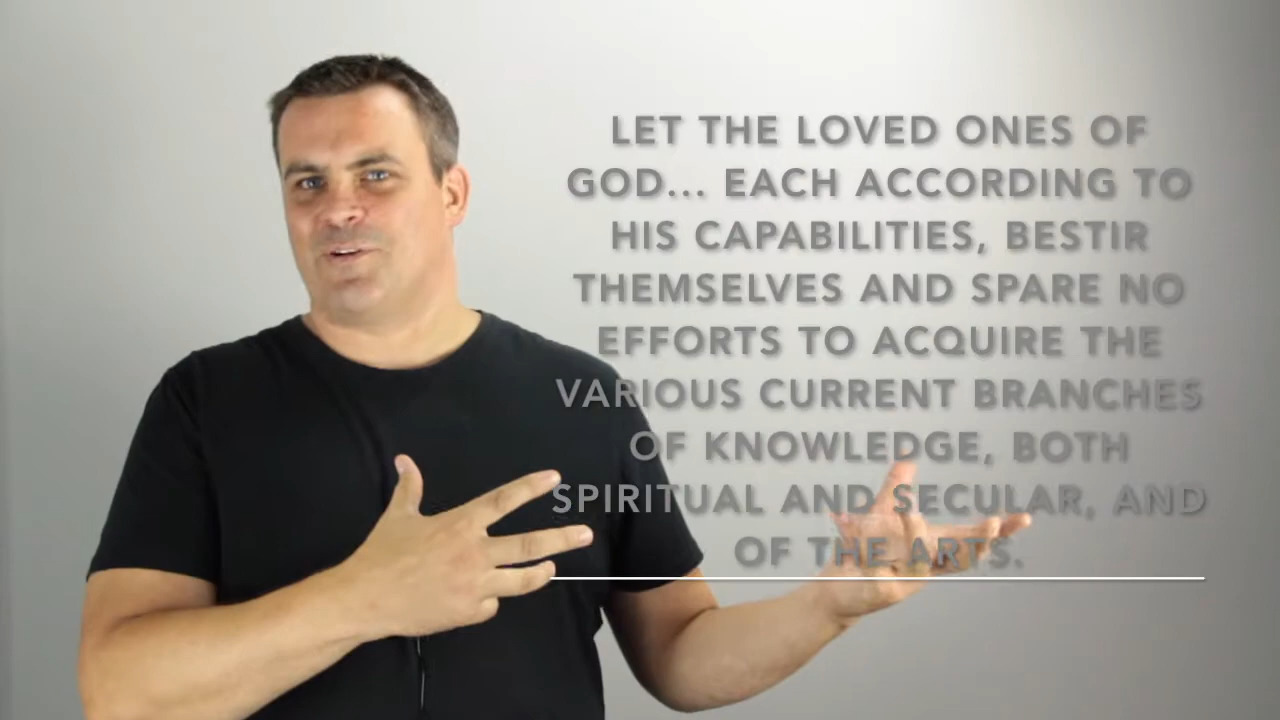 LET THE LOVED ONES OF
GOD... EACH ACCORDING TO
HIS CAPABILITIES, BESTIR
THEMSELVES AND SPARE NO
EFFORTS TO ACQUIRE THE
VARIOUS CURRENT BRANCHES
OF KNOWLEDGE, BOTH
SPIRITUAL AND SECULAR, AND
OF THE ARTS.